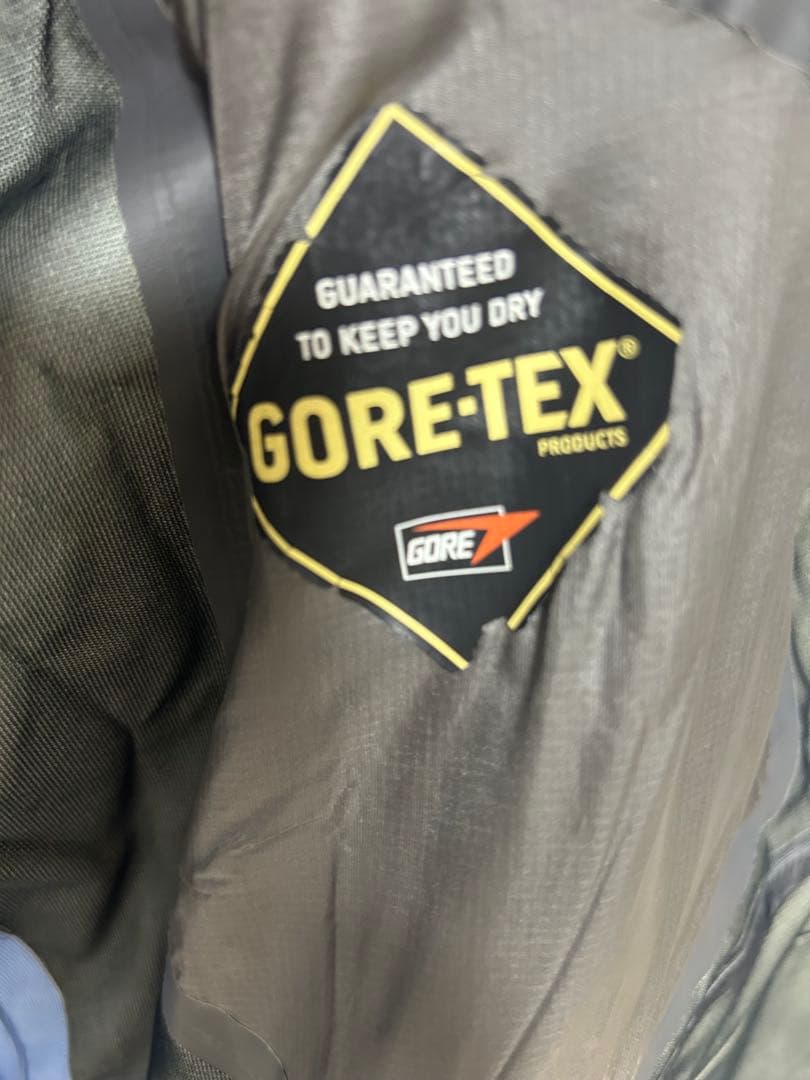 GUARANTEED
TO KEEP YOU DRY
GORE-TEX®
PRODUCTS
GORE